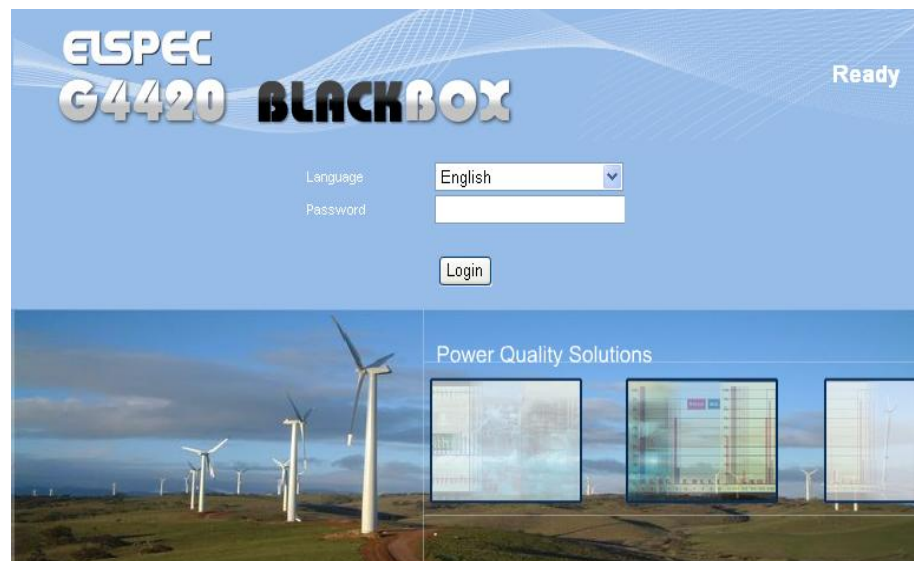 ELSPEC
G4420 BLACKBOX
Ready
Language
English
Password
Login
Power Quality Solutions